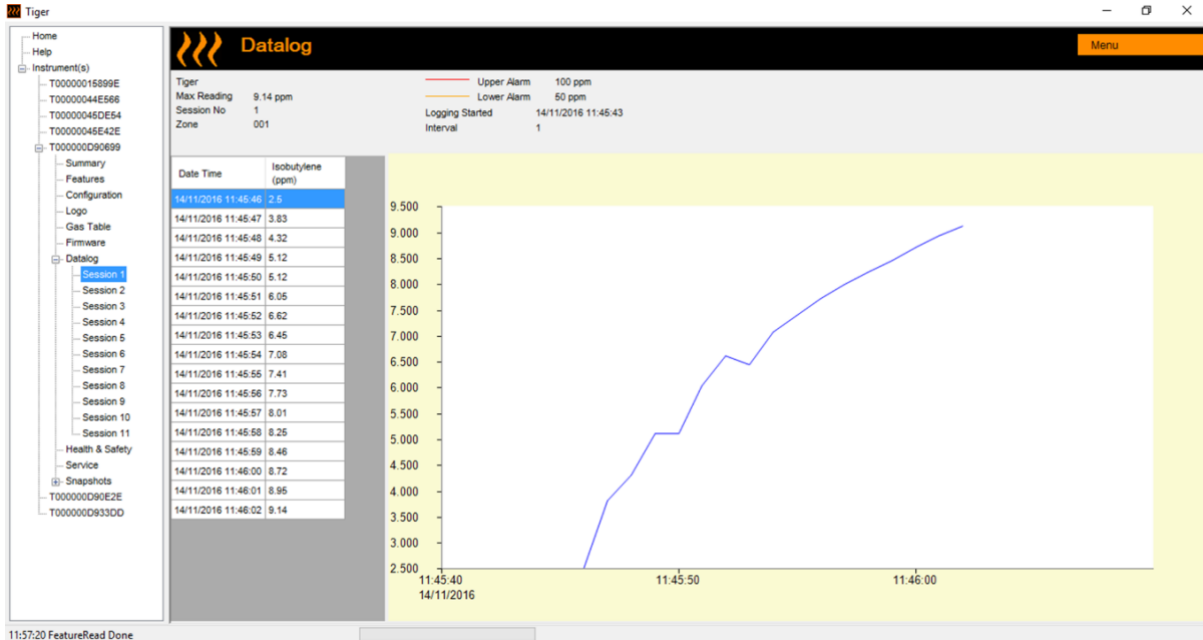 Tiger
Home
Help
Instrument(s)
T00000015899E
T00000044E566
T00000045DE54
T00000045E42E
T000000D90699
Summary
Features
Configuration
Logo
Gas Table
Firmware
Datalog
Session 1
Session 2
Session 3
Session 4
Session 5
Session 6
Session 7
Session 8
Session 9
Session 10
Session 11
Health & Safety
Service
Snapshots
T000000D90E2E
T000000D933DD
Datalog
Menu
Tiger
Max Reading 9.14 ppm
Session No 1
Zone 001
Upper Alarm 100 ppm
Lower Alarm 50 ppm
Logging Started 14/11/2016 11:45:43
Interval 1
Date Time Isobutylene (ppm)
14/11/2016 11:45:46 2.5
14/11/2016 11:45:47 3.83
14/11/2016 11:45:48 4.32
14/11/2016 11:45:49 5.12
14/11/2016 11:45:50 5.12
14/11/2016 11:45:51 6.05
14/11/2016 11:45:52 6.62
14/11/2016 11:45:53 6.45
14/11/2016 11:45:54 7.08
14/11/2016 11:45:55 7.41
14/11/2016 11:45:56 7.73
14/11/2016 11:45:57 8.01
14/11/2016 11:45:58 8.25
14/11/2016 11:45:59 8.46
14/11/2016 11:46:00 8.72
14/11/2016 11:46:01 8.95
14/11/2016 11:46:02 9.14
9.500
9.000
8.500
8.000
7.500
7.000
6.500
6.000
5.500
5.000
4.500
4.000
3.500
3.000
2.500
11:45:40 11:45:50 11:46:00
14/11/2016
11:57:20 FeatureRead Done